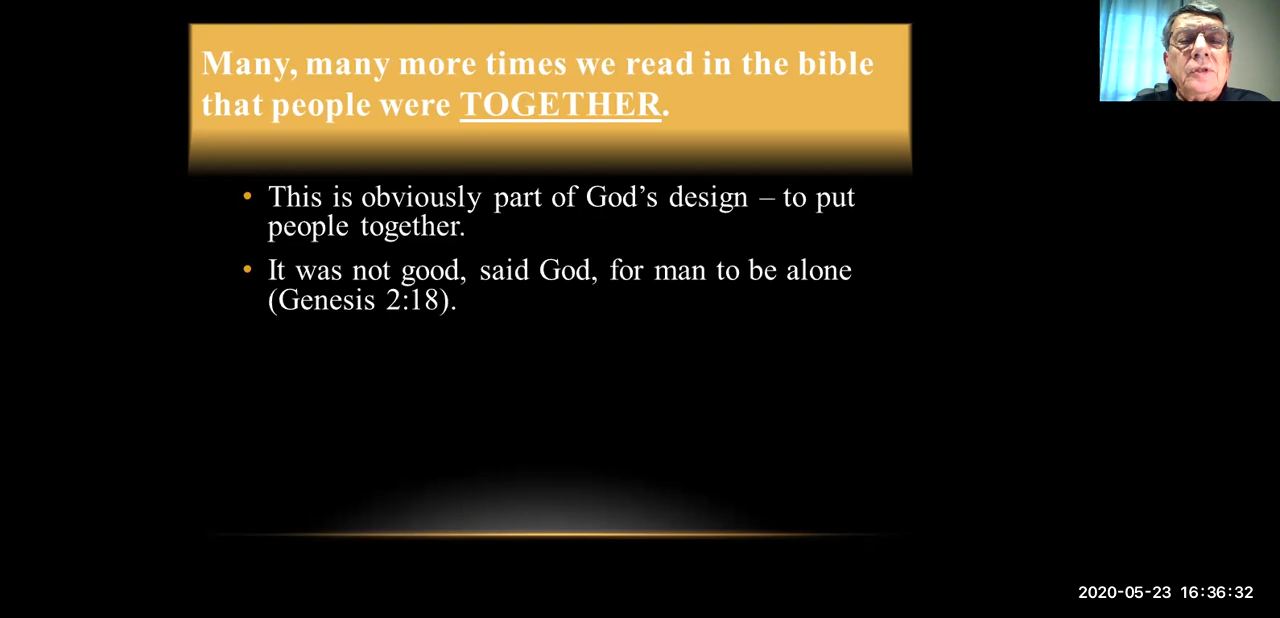 Many, many more times we read in the bible
that people were TOGETHER.
• This is obviously part of God’s design – to put
people together.
• It was not good, said God, for man to be alone
(Genesis 2:18).
2020-05-23 16:36:32